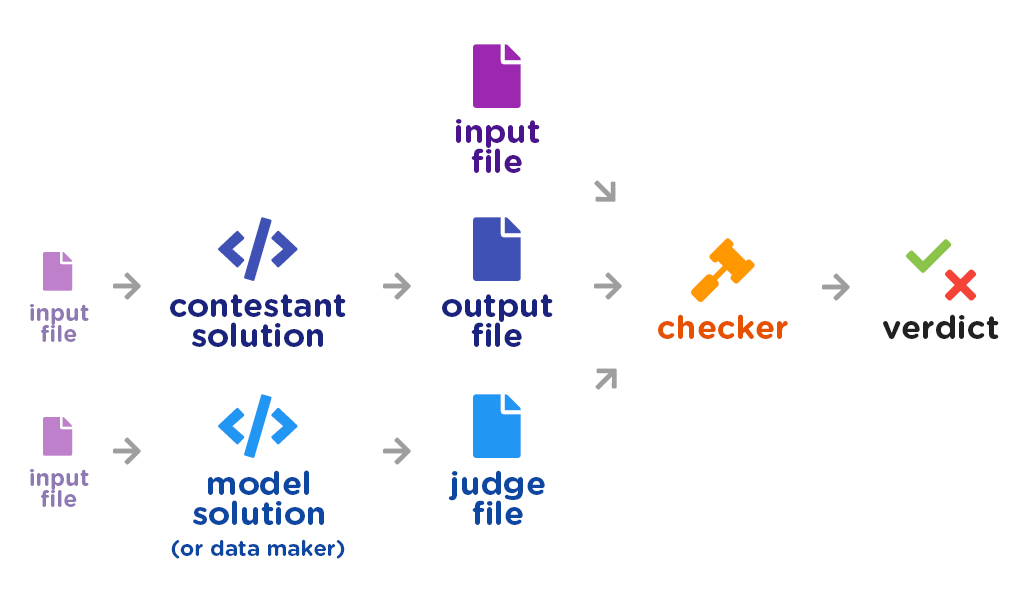 input
file
input
file
contestant
solution
output
file
checker
verdict
input
file
model
solution
(or data maker)
judge
file